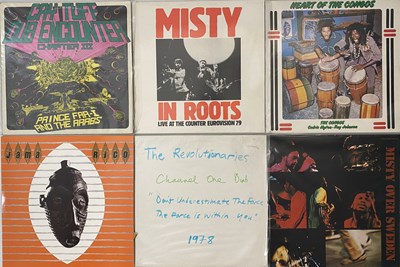 CRY TUFF
DUB ENCOUNTER
CHAPTER III
PRINCE FAR-I
AND THE ARABS
MISTY
IN ROOTS
LIVE AT THE COUNTER EUROVISION 79
HEART OF THE CONGOS
THE CONGOS
JAMA RICO
The Revolutionaries
Channel One Dub
"Don't Underestimate The Force
The Force is within you"
1978
MISTY OVER SWEDEN